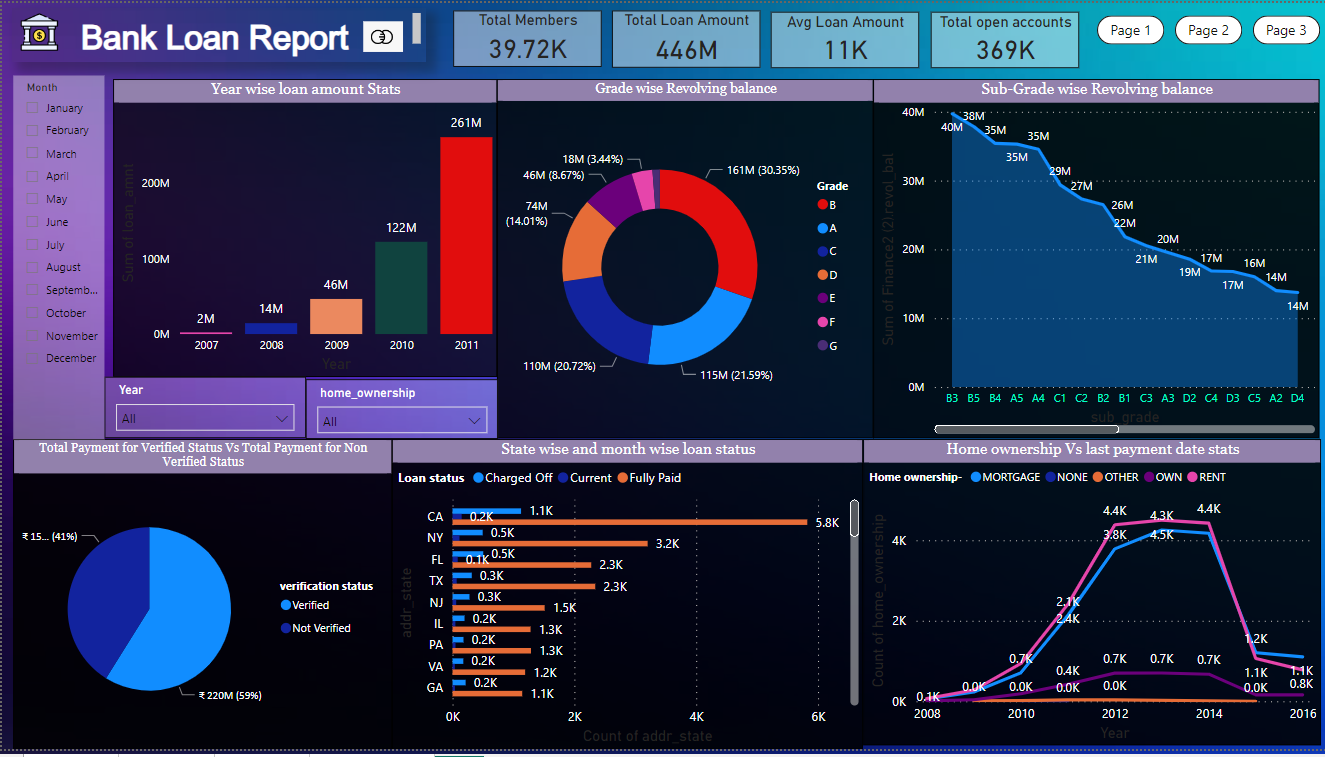 Bank Loan Report
Total Members
39.72K
Total Loan Amount
446M
Avg Loan Amount
11K
Total open accounts
369K
Page 1
Page 2
Page 3
Month
January
February
March
April
May
June
July
August
Septemb...
October
November
December
Year wise loan amount Stats
Sum of loan_amnt
200M
100M
0M
2M
14M
46M
122M
261M
2007
2008
2009
2010
2011
Year
Year
All
home_ownership
All
Grade wise Revolving balance
161M (30.35%)
115M (21.59%)
110M (20.72%)
74M
(14.01%)
46M (8.67%)
18M (3.44%)
Grade
B
A
C
D
E
F
G
Sub-Grade wise Revolving balance
Sum of Finance2 (2).revol_bal
40M
30M
20M
10M
0M
40M
38M
35M
35M
35M
29M
27M
26M
22M
21M
20M
19M
17M
17M
16M
14M
14M
B3 B5 B4 A5 A4 C1 C2 B2 B1 C3 A3 D2 C4 D3 C5 A2 D4
sub_grade
Total Payment for Verified Status Vs Total Payment for Non
Verified Status
₹ 15... (41%)
₹ 220M (59%)
verification status
Verified
Not Verified
State wise and month wise loan status
Loan status Charged Off Current Fully Paid
addr_state
CA
1.1K
0.2K
5.8K
NY
0.5K
3.2K
FL
0.5K
0.1K
2.3K
TX
0.3K
2.3K
NJ
0.3K
1.5K
IL
0.2K
1.3K
PA
0.2K
1.3K
VA
0.2K
1.2K
GA
0.2K
1.1K
0K 2K 4K 6K
Count of addr_state
Home ownership Vs last payment date stats
Home ownership- MORTGAGE NONE OTHER OWN RENT
Count of home_ownership
4K
2K
0K
4.4K
4.3K
4.4K
3.8K
4.5K
2.1K
2.4K
1.2K
1.1K
1.1K
0.8K
0.7K
0.4K
0.7K
0.7K
0.7K
0.1K
0.0K
0.0K
0.0K
0.0K
0.0K
2008 2010 2012 2014 2016
Year